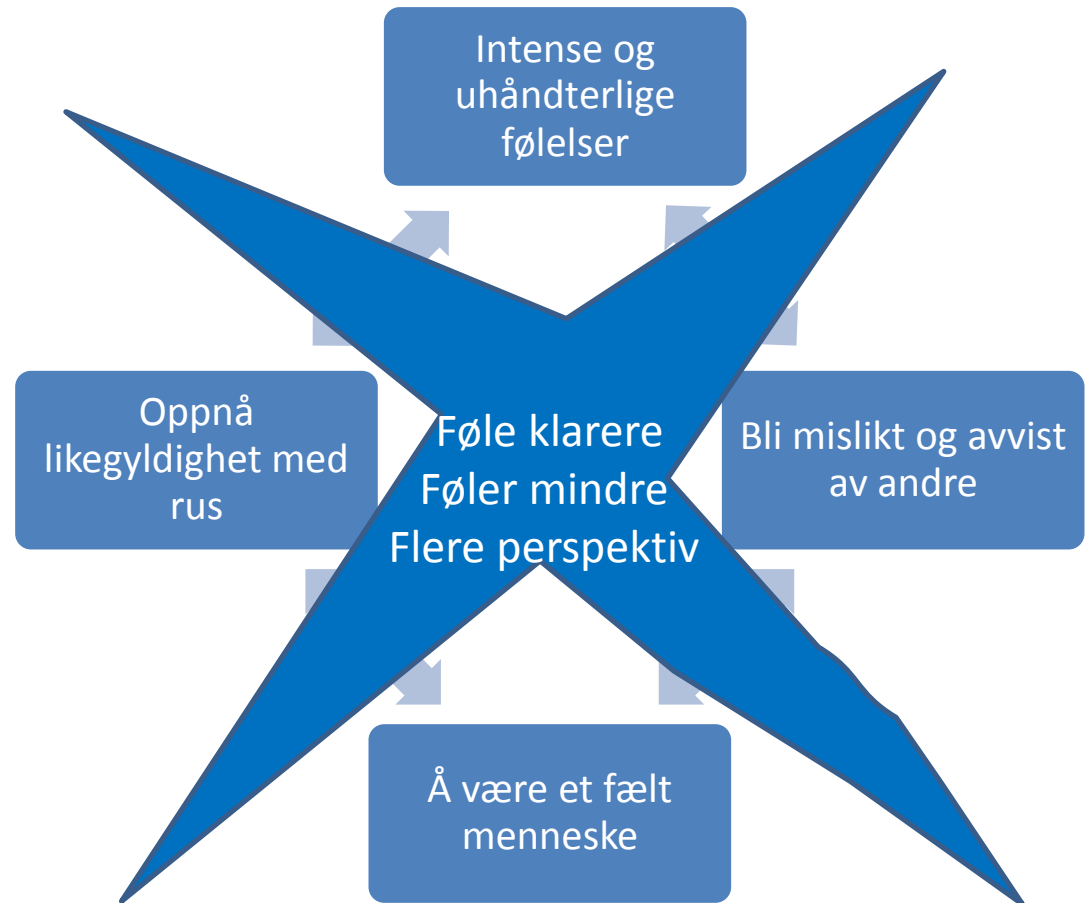 Intense og
uhåndterlige
følelser
Oppnå
likegyldighet med
rus
Føle klarere
Føler mindre
Flere perspektiv
Bli mislikt og avvist
av andre
Å være et fælt
menneske